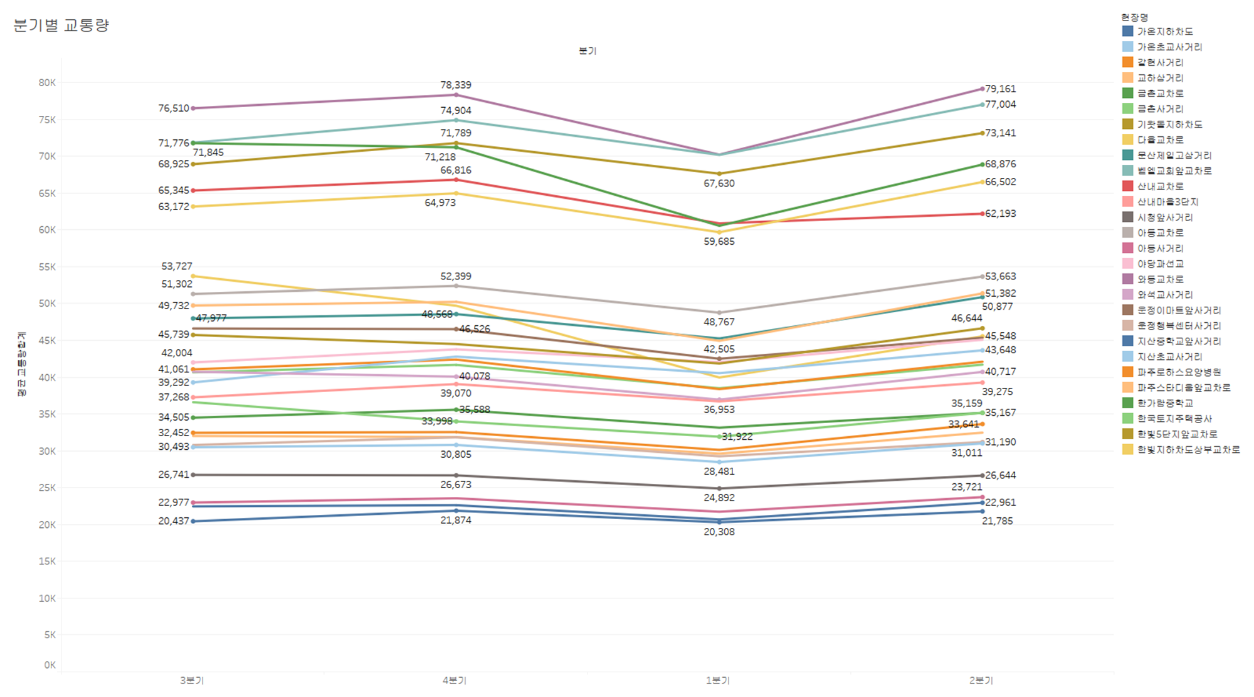 분기별 교통량
분기
현장명
가온지하차도
가온초교사거리
갈현사거리
교하삼거리
금촌교차로
금촌사거리
기왓돌지하차도
다율교차로
문산제일고삼거리
벧엘교회앞교차로
산내교차로
산내마을3단지
시청앞사거리
아동교차로
아동사거리
야당과선교
와동교차로
와석교사거리
운정이마트앞사거리
운정행복센터사거리
지산중학교앞사거리
지산초교사거리
파주로하스요양병원
파주스타디움앞교차로
한가람중학교
한국토지주택공사
한빛5단지앞교차로
한빛지하차도상부교차로
평균 교통량합계
80K
75K
70K
65K
60K
55K
50K
45K
40K
35K
30K
25K
20K
15K
10K
5K
0K
76,510
71,776
71,845
68,925
65,345
63,172
53,727
51,302
49,732
47,977
45,739
42,004
41,061
39,292
37,268
34,505
32,452
30,493
26,741
22,977
20,437
78,339
74,904
71,789
71,218
66,816
64,973
52,399
48,568
46,526
40,078
39,070
35,588
33,998
30,805
26,673
21,874
67,630
59,685
48,767
42,505
36,953
31,922
28,481
24,892
20,308
79,161
77,004
73,141
68,876
66,502
62,193
53,663
51,382
50,877
46,644
45,548
43,648
40,717
39,275
35,159
35,167
33,641
31,190
31,011
26,644
23,721
22,961
21,785
3분기
4분기
1분기
2분기